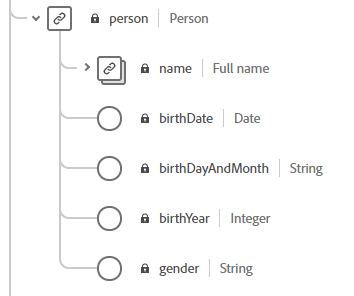 person | Person
name | Full name
birthDate | Date
birthDayAndMonth | String
birthYear | Integer
gender | String